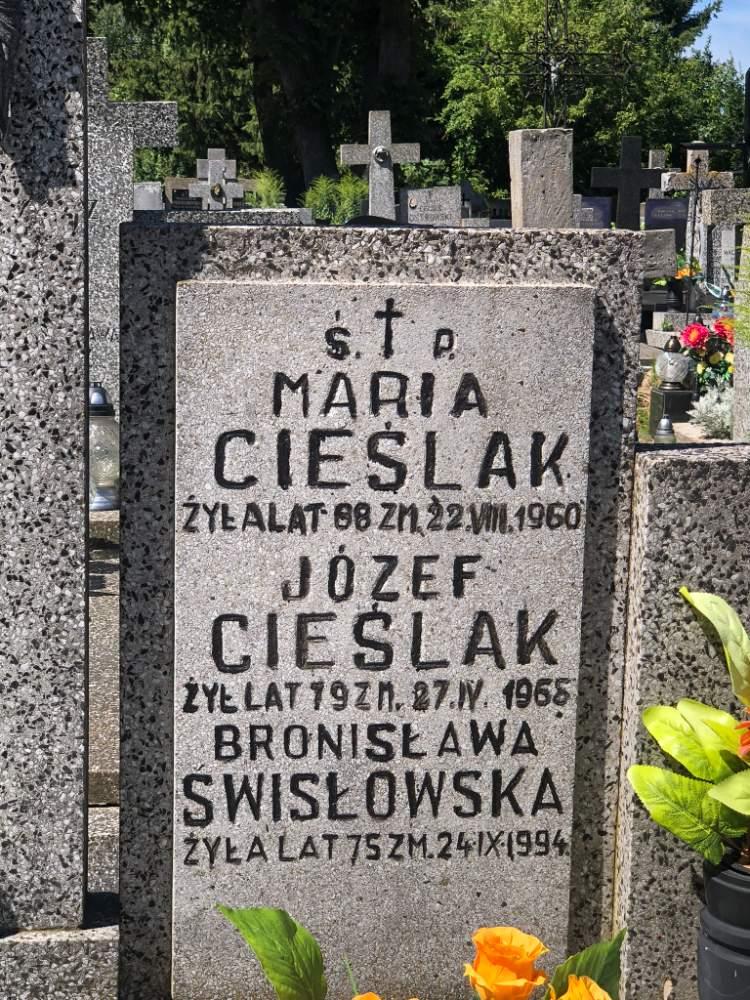 Ś. † P.
MARIA
CIEŚLAK
ŻYŁA LAT 68 ZM. 22.VIII.1960
JÓZEF
CIEŚLAK
ŻYŁ LAT 79 ZM. 27.IV. 1965
BRONISŁAWA
ŚWISŁOWSKA
ŻYŁA LAT 75 ZM. 24.IX.1994